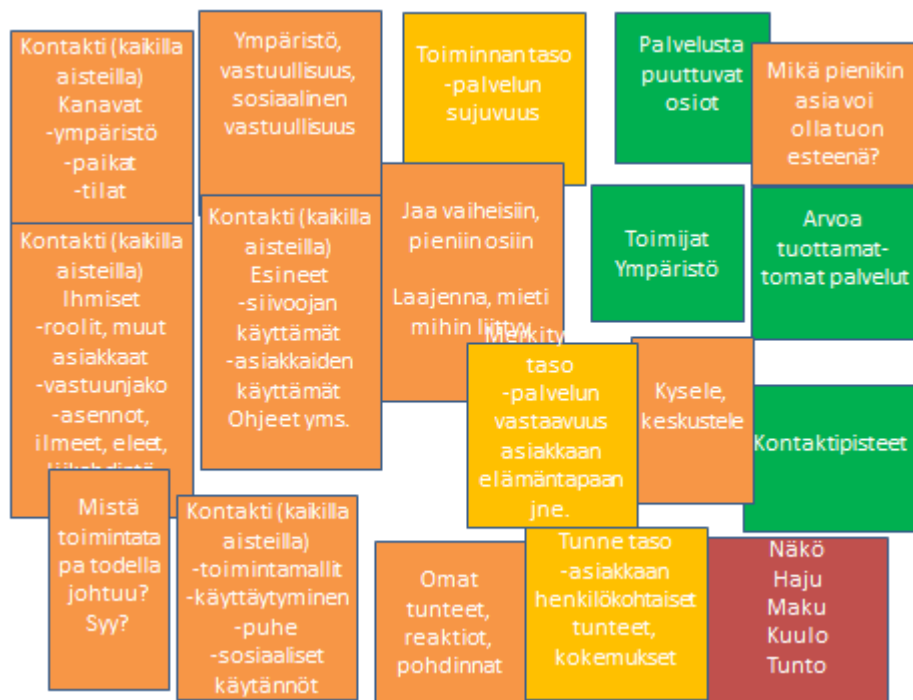 Kontakti (kaikilla
aisteilla)
Kanavat
-ympäristö
-paikat
-tilat
Ympäristö,
vastuullisuus,
sosiaalinen
vastuullisuus
Toiminnan taso
-palvelun
sujuvuus
Palvelusta
puuttuvat
osiot
Mikä pienikin
asia voi
olla tuon
esteenä?
Kontakti (kaikilla
aisteilla)
Ihmiset
-roolit, muut
asiakkaat
-vastuunjako
-asennot,
ilmeet, eleet,
Kontakti (kaikilla
aisteilla)
Esineet
-siivoojan
käyttämät
-asiakkaiden
käyttämät
Ohjeet yms.
Jaa vaiheisiin,
pieniin osiin
Laajenna, mieti
mihin liittyy
Toimijat
Ympäristö
Arvoa
tuottamat-
tomat palvelut
Merkity
taso
-palvelun
vastaavuus
asiakkaan
elämäntapaan
jne.
Kysele,
keskustele
Kontaktipisteet
Mistä
toimintata
pa todella
johtuu?
Syy?
Kontakti (kaikilla
aisteilla)
-toimintamallit
-käyttäytyminen
-puhe
-sosiaaliset
käytännöt
Omat
tunteet,
reaktiot,
pohdinnat
Tunne taso
-asiakkaan
henkilökohtaiset
tunteet,
kokemukset
Näkö
Haju
Maku
Kuulo
Tunto